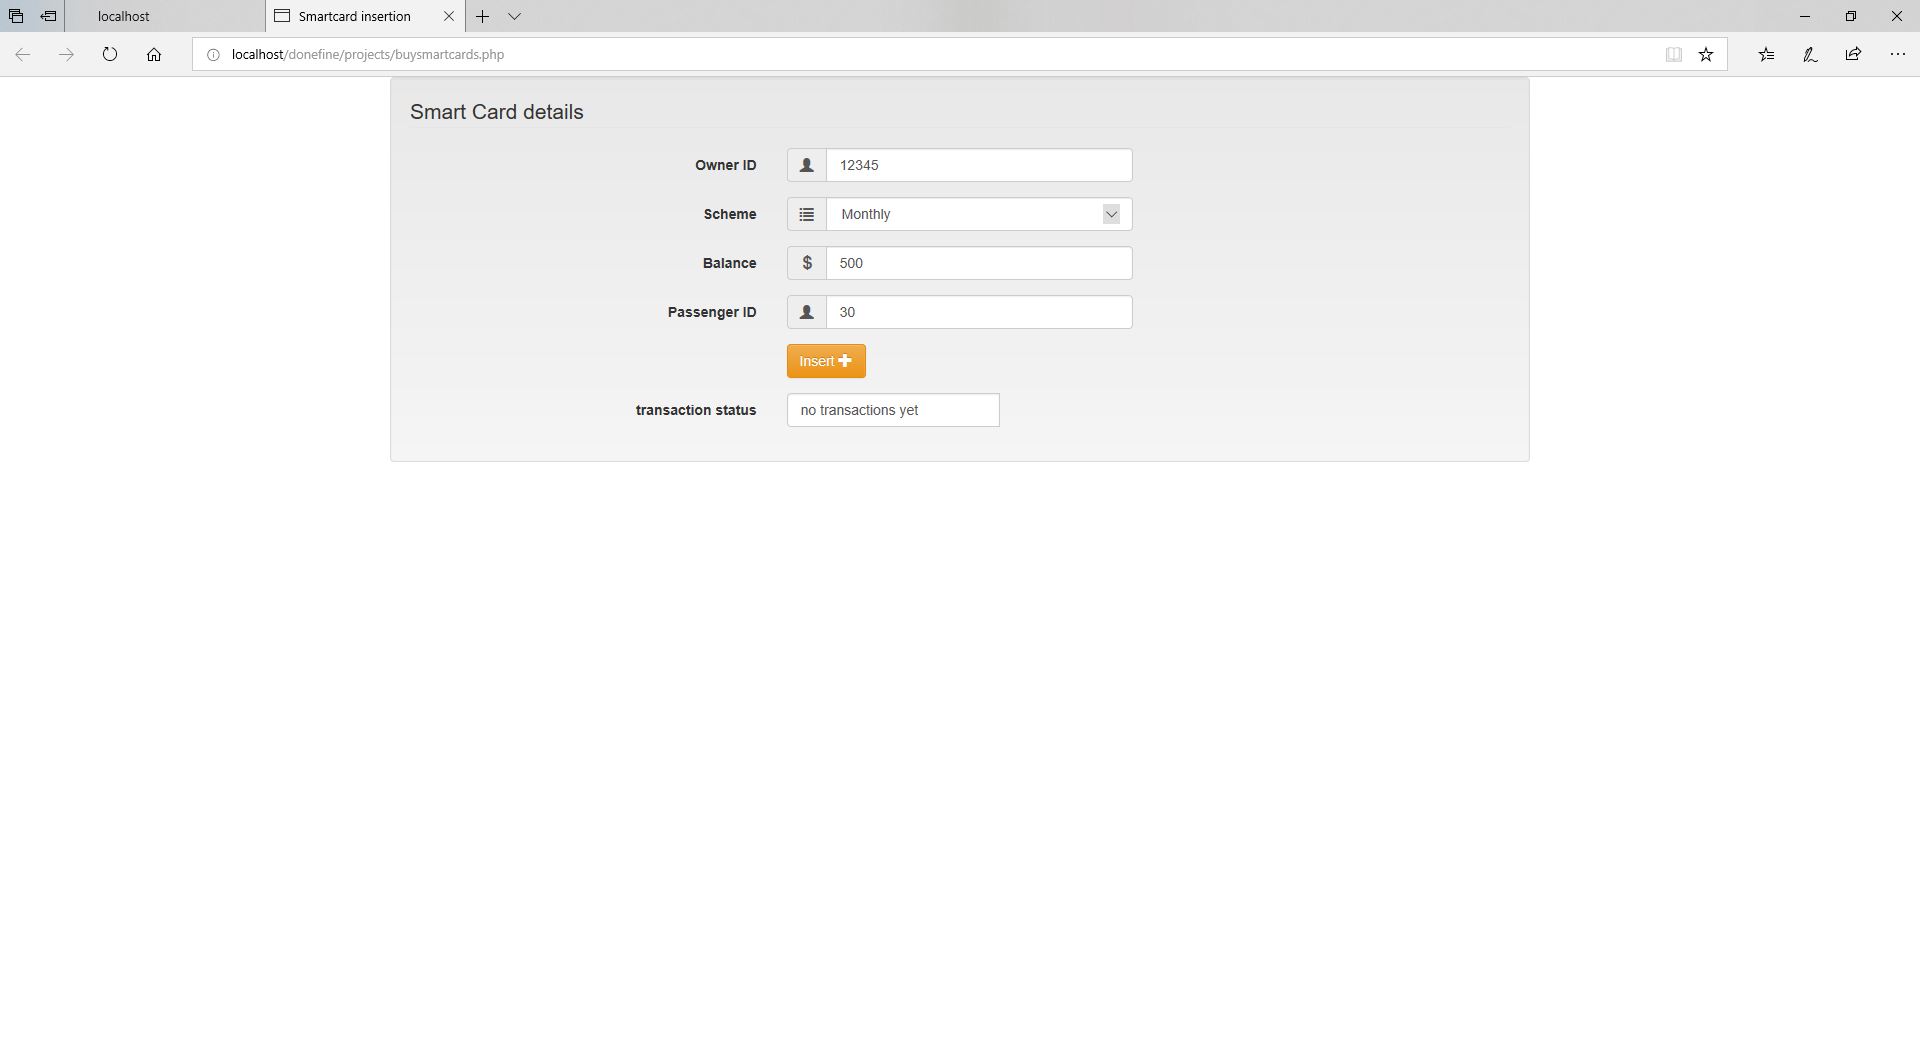 localhost
Smartcard insertion
localhost/donefine/projects/buysmartcards.php
Smart Card details
Owner ID 12345
Scheme Monthly
Balance $ 500
Passenger ID 30
Insert
transaction status no transactions yet